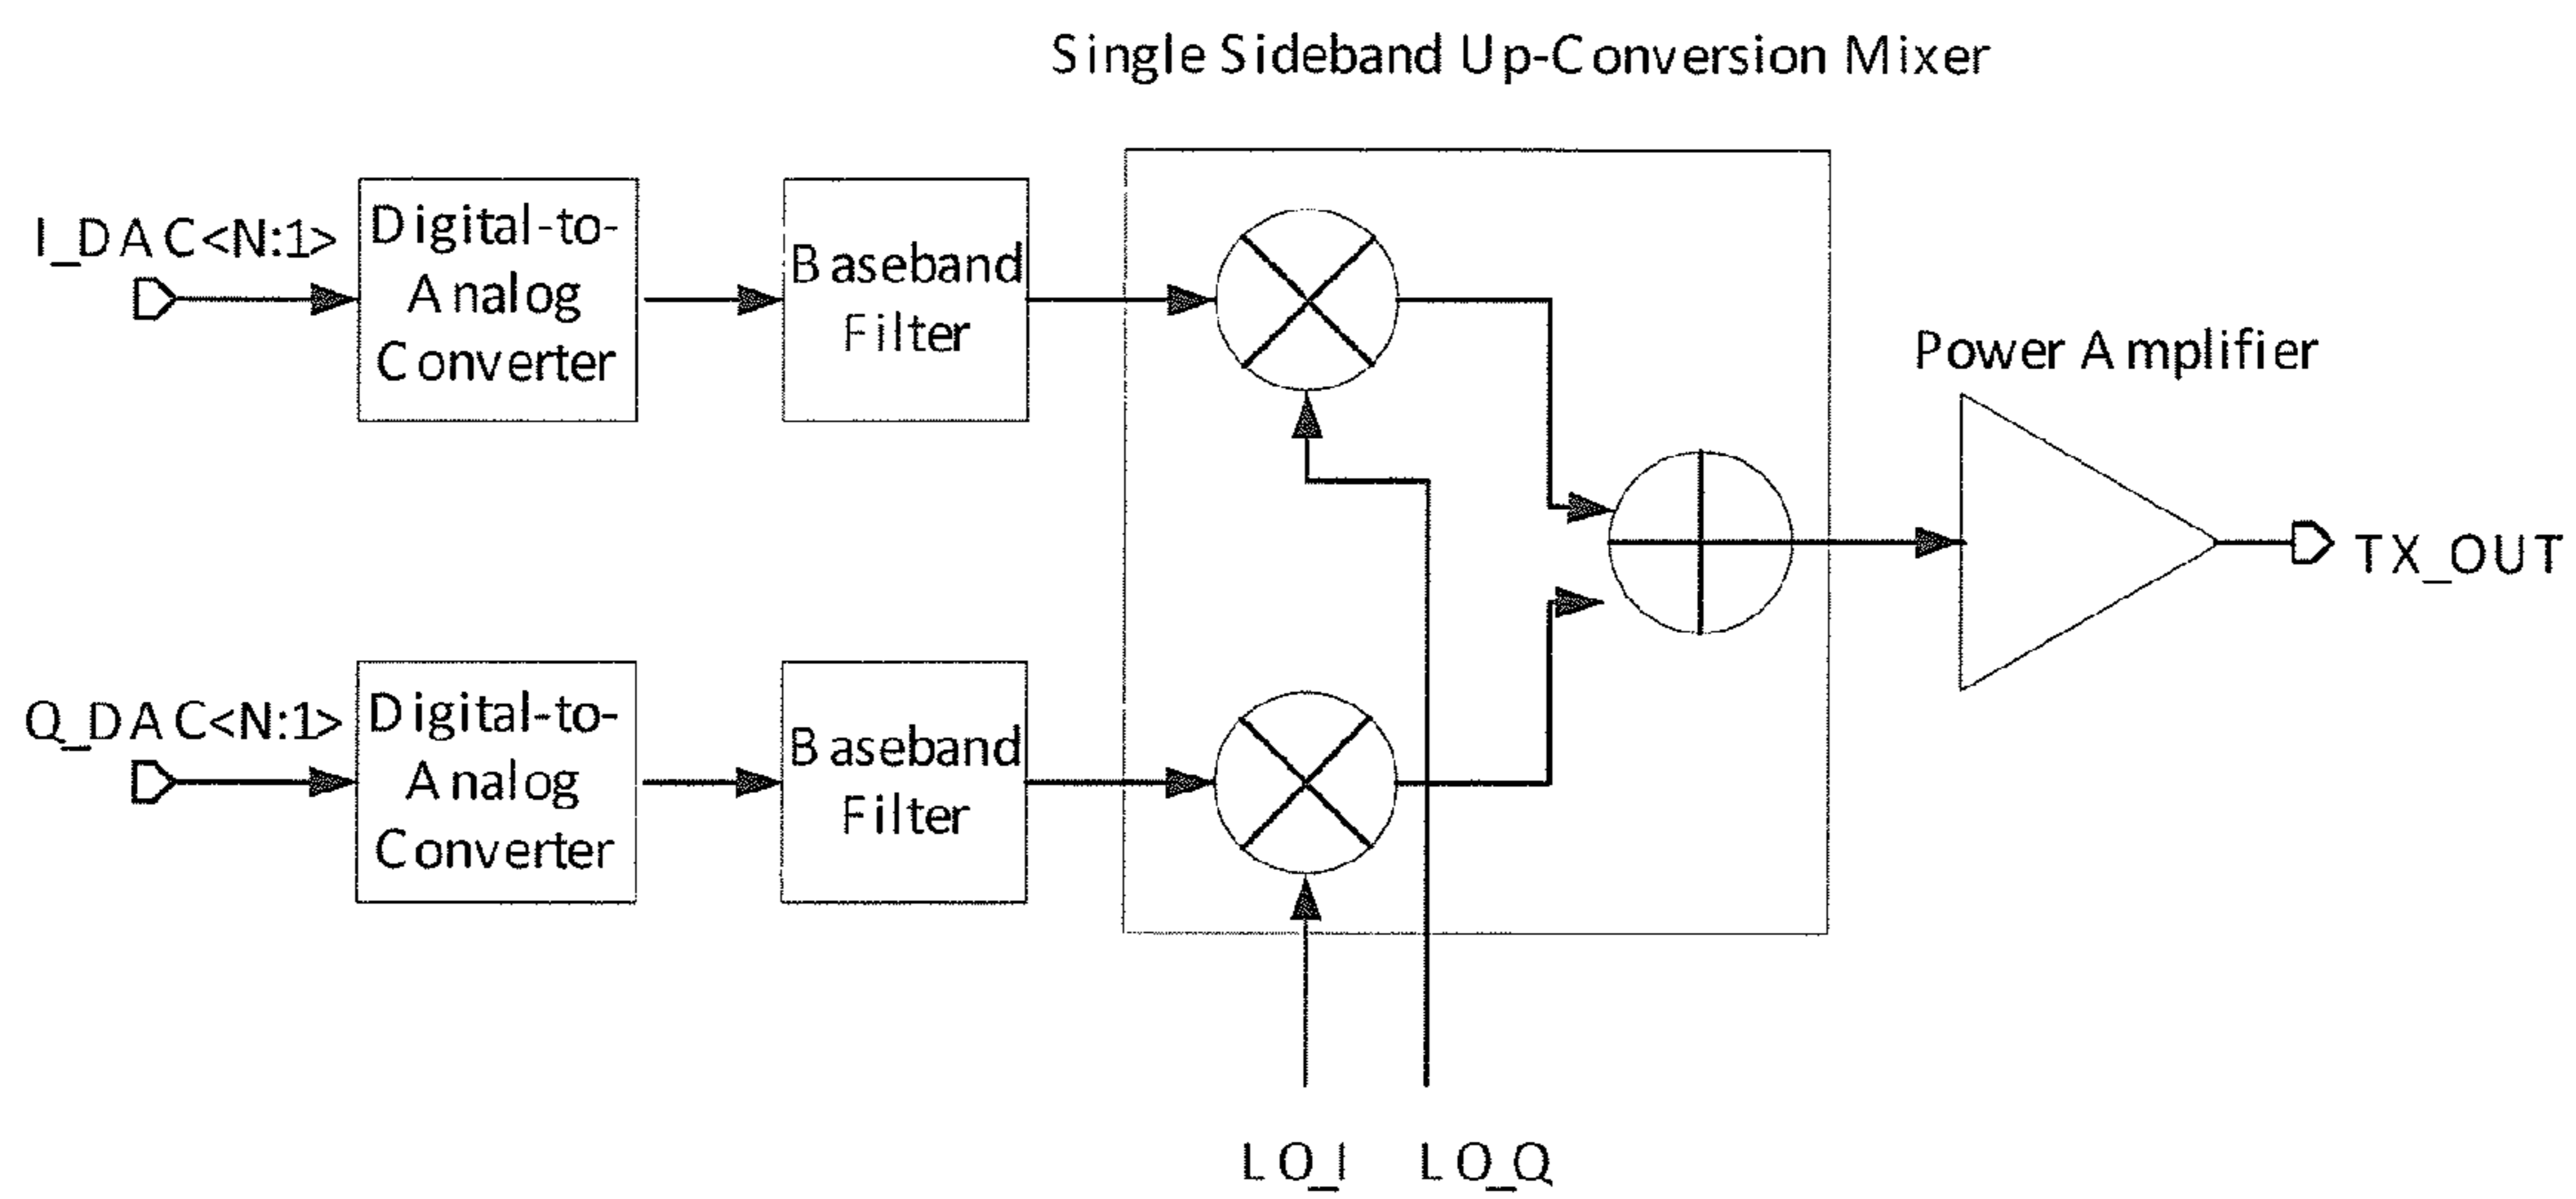 Single Sideband Up-Conversion Mixer
I_DAC<N:1>
Digital-to-
Analog
Converter
Baseband
Filter
Power Amplifier
TX_OUT
Q_DAC<N:1>
Digital-to-
Analog
Converter
Baseband
Filter
LO_I
LO_Q